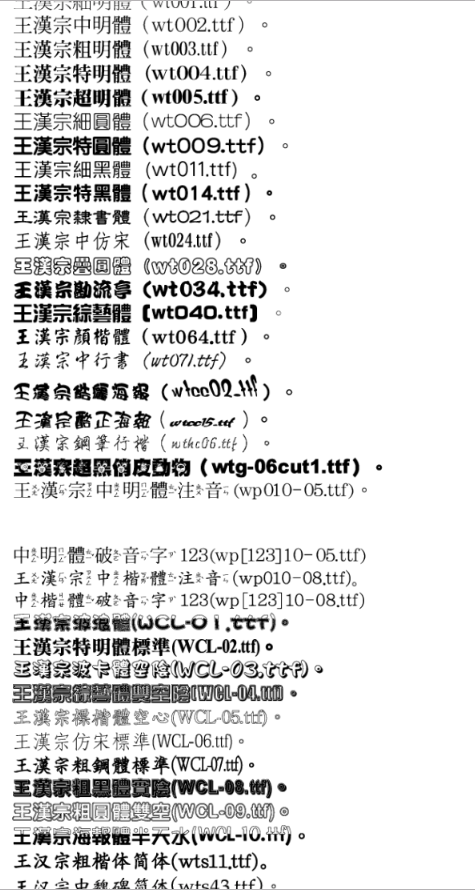 王漢宗細明體（wt001.ttf）。
王漢宗中明體（wt002.ttf）。
王漢宗粗明體（wt003.ttf）。
王漢宗特明體（wt004.ttf）。
王漢宗超明體（wt005.ttf）。
王漢宗細圓體（wt006.ttf）。
王漢宗特圓體（wt009.ttf）。
王漢宗細黑體（wt011.ttf）。
王漢宗特黑體（wt014.ttf）。
王漢宗隸書體（wt021.ttf）。
王漢宗中仿宋（wt024.ttf）。
王漢宗疊圓體（wt028.ttf）。
王漢宗勘流亭（wt034.ttf）。
王漢宗綜藝體（wt040.ttf）。
王漢宗顏楷體（wt064.ttf）。
王漢宗中行書（wt071.ttf）。
王漢宗酷儷海報（wtcc02.ttf）。
王漢宗酷正海報（wtcc15.ttf）。
王漢宗鋼筆行楷（wthc06.ttf）。
王漢宗超黑俏皮動物（wtg-06cut1.ttf）。
王漢宗中明體注音(wp010-05.ttf)。
中明體破音字123(wp[123]10-05.ttf)
王漢宗中楷體注音(wp010-08.ttf)。
中楷體破音字123(wp[123]10-08.ttf)
王漢宗波浪體(WCL-01.ttf)。
王漢宗特明體標準(WCL-02.ttf)。
王漢宗波卡體空陰(WCL-03.ttf)。
王漢宗綜藝體雙空陰(WCL-04.ttf)。
王漢宗標楷體空心(WCL-05.ttf)。
王漢宗仿宋標準(WCL-06.ttf)。
王漢宗粗鋼體標準(WCL-07.ttf)。
王漢宗粗黑體實陰(WCL-08.ttf)。
王漢宗粗圓體雙空(WCL-09.ttf)。
王漢宗海報體半天水(WCL-10.ttf)。
王汉宗粗楷体简体(wts11.ttf)。
王汉宗中魏碑简体(wts43.ttf)。